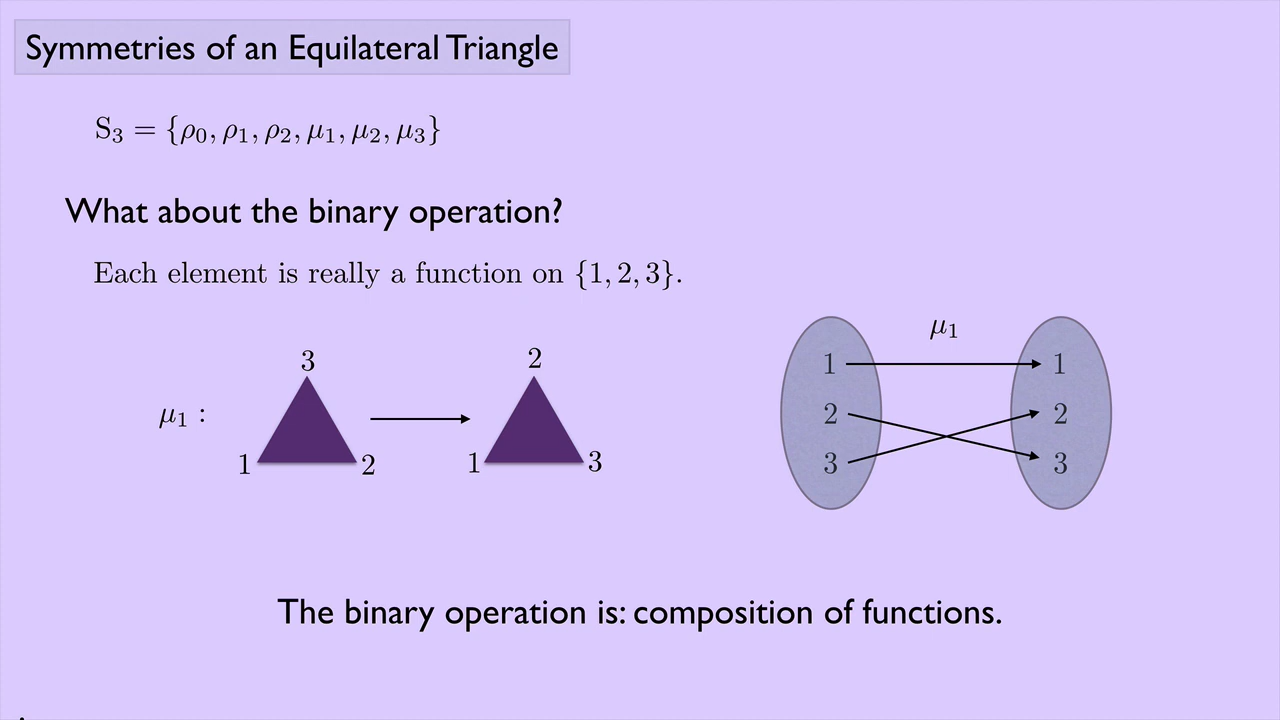 Symmetries of an Equilateral Triangle
S₃ = {ρ₀, ρ₁, ρ₂, μ₁, μ₂, μ₃}
What about the binary operation?
Each element is really a function on {1, 2, 3}.
μ₁ :
3
1
2
2
1
3
μ₁
1
2
3
1
2
3
The binary operation is: composition of functions.